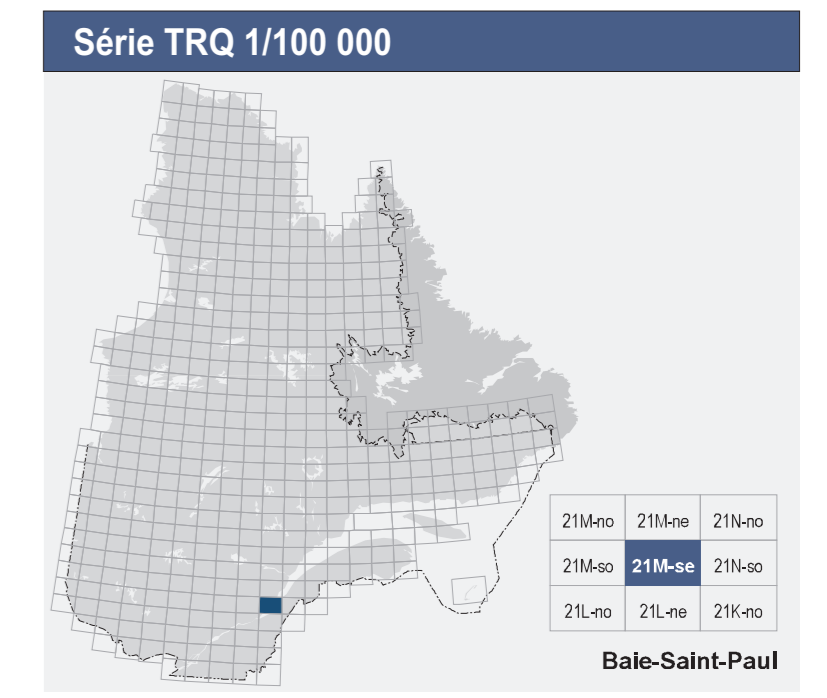 Série TRQ 1/100 000
21M-no 21M-ne 21N-no
21M-so 21M-se 21N-so
21L-no 21L-ne 21K-no
Baie-Saint-Paul